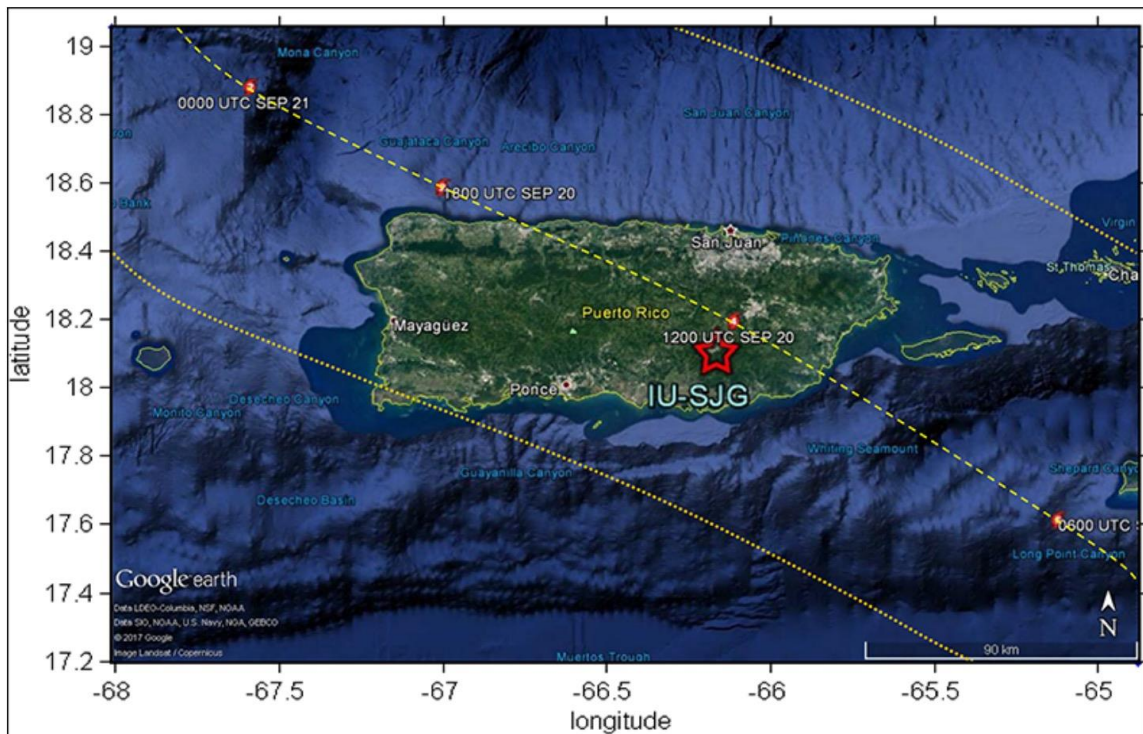 19
18.8
18.6
18.4
18.2
18
17.8
17.6
17.4
17.2
latitude
Mona Canyon
0000 UTC SEP 21
San Juan Canyon
Guajataca Canyon
Arecibo Canyon
1800 UTC SEP 20
Bank
Virgin
San Juan
St Thomas
Cha
Puerto Rico
Mayagüez
1200 UTC SEP 20
Ponce
IU-SJG
Desecheo Canyon
Monito Canyon
Whiting Seamount
Guayanilla Canyon
Desecheo Basin
0600 UTC
Long Point Canyon
Google earth
Data LDEO-Columbia, NSF, NOAA
Data SIO, NOAA, U.S. Navy, NGA, GEBCO
© 2017 Google
Image Landsat / Copernicus
N
90 km
Muertos Trough
-68
-67.5
-67
-66.5
-66
-65.5
-65
longitude